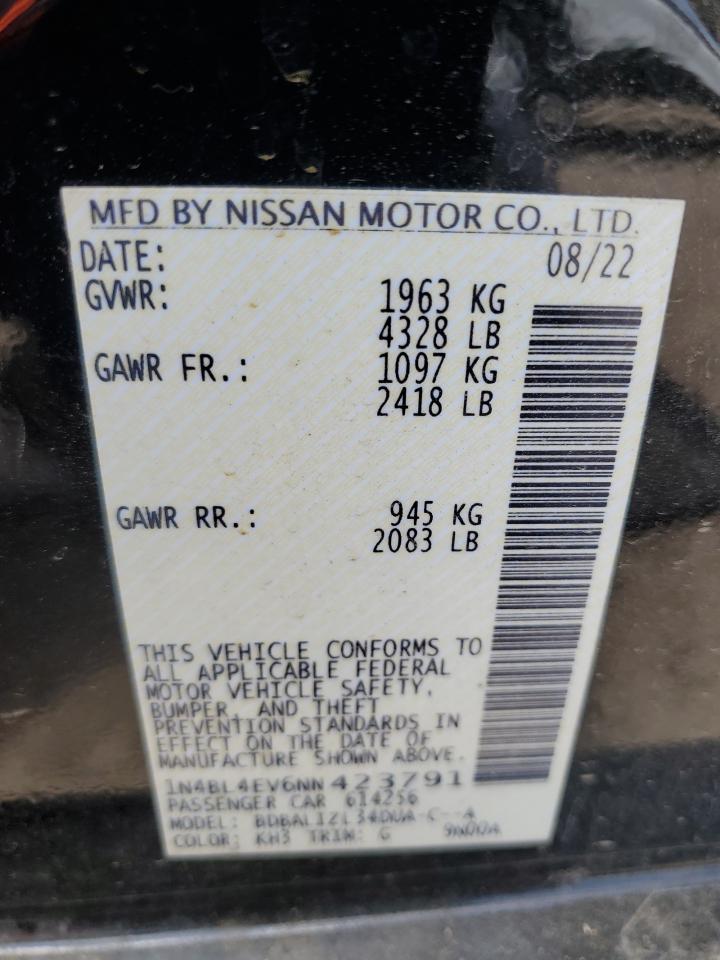 MFD BY NISSAN MOTOR CO., LTD.
DATE: 08/22
GVWR: 1963 KG
4328 LB
GAWR FR.: 1097 KG
2418 LB
GAWR RR.: 945 KG
2083 LB
THIS VEHICLE CONFORMS TO
ALL APPLICABLE FEDERAL
MOTOR VEHICLE SAFETY,
BUMPER, AND THEFT
PREVENTION STANDARDS IN
EFFECT ON THE DATE OF
MANUFACTURE SHOWN ABOVE.
1N4BL4EV6NN423791
PASSENGER CAR 614256
MODEL:
COLOR: KH3 TRIM: G